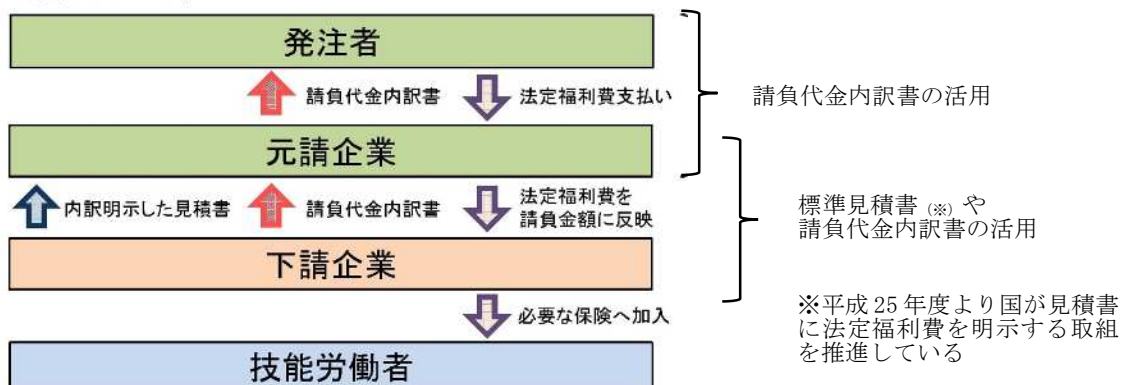 発注者
請負代金内訳書
法定福利費支払い
請負代金内訳書の活用
元請企業
内訳明示した見積書
請負代金内訳書
法定福利費を
請負金額に反映
標準見積書(※)や
請負代金内訳書の活用
下請企業
必要な保険へ加入
※平成25年度より国が見積書
に法定福利費を明示する取組
を推進している
技能労働者